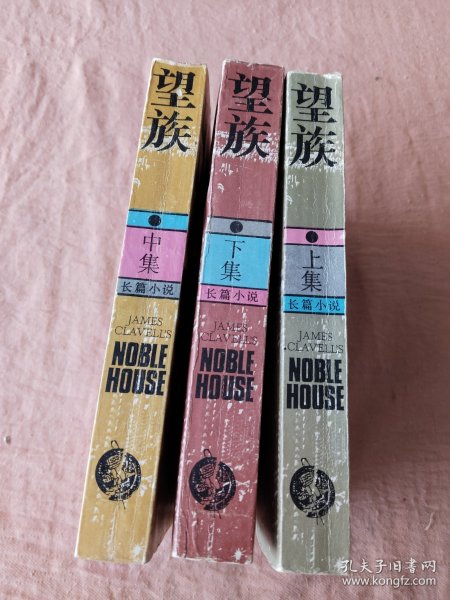 望族
中集
长篇小说
JAMES
CLAVELL'S
NOBLE
HOUSE
望族
下集
长篇小说
JAMES
CLAVELL'S
NOBLE
HOUSE
望族
上集
长篇小说
JAMES
CLAVELL'S
NOBLE
HOUSE
孔夫子旧书网
www.kongfz.com